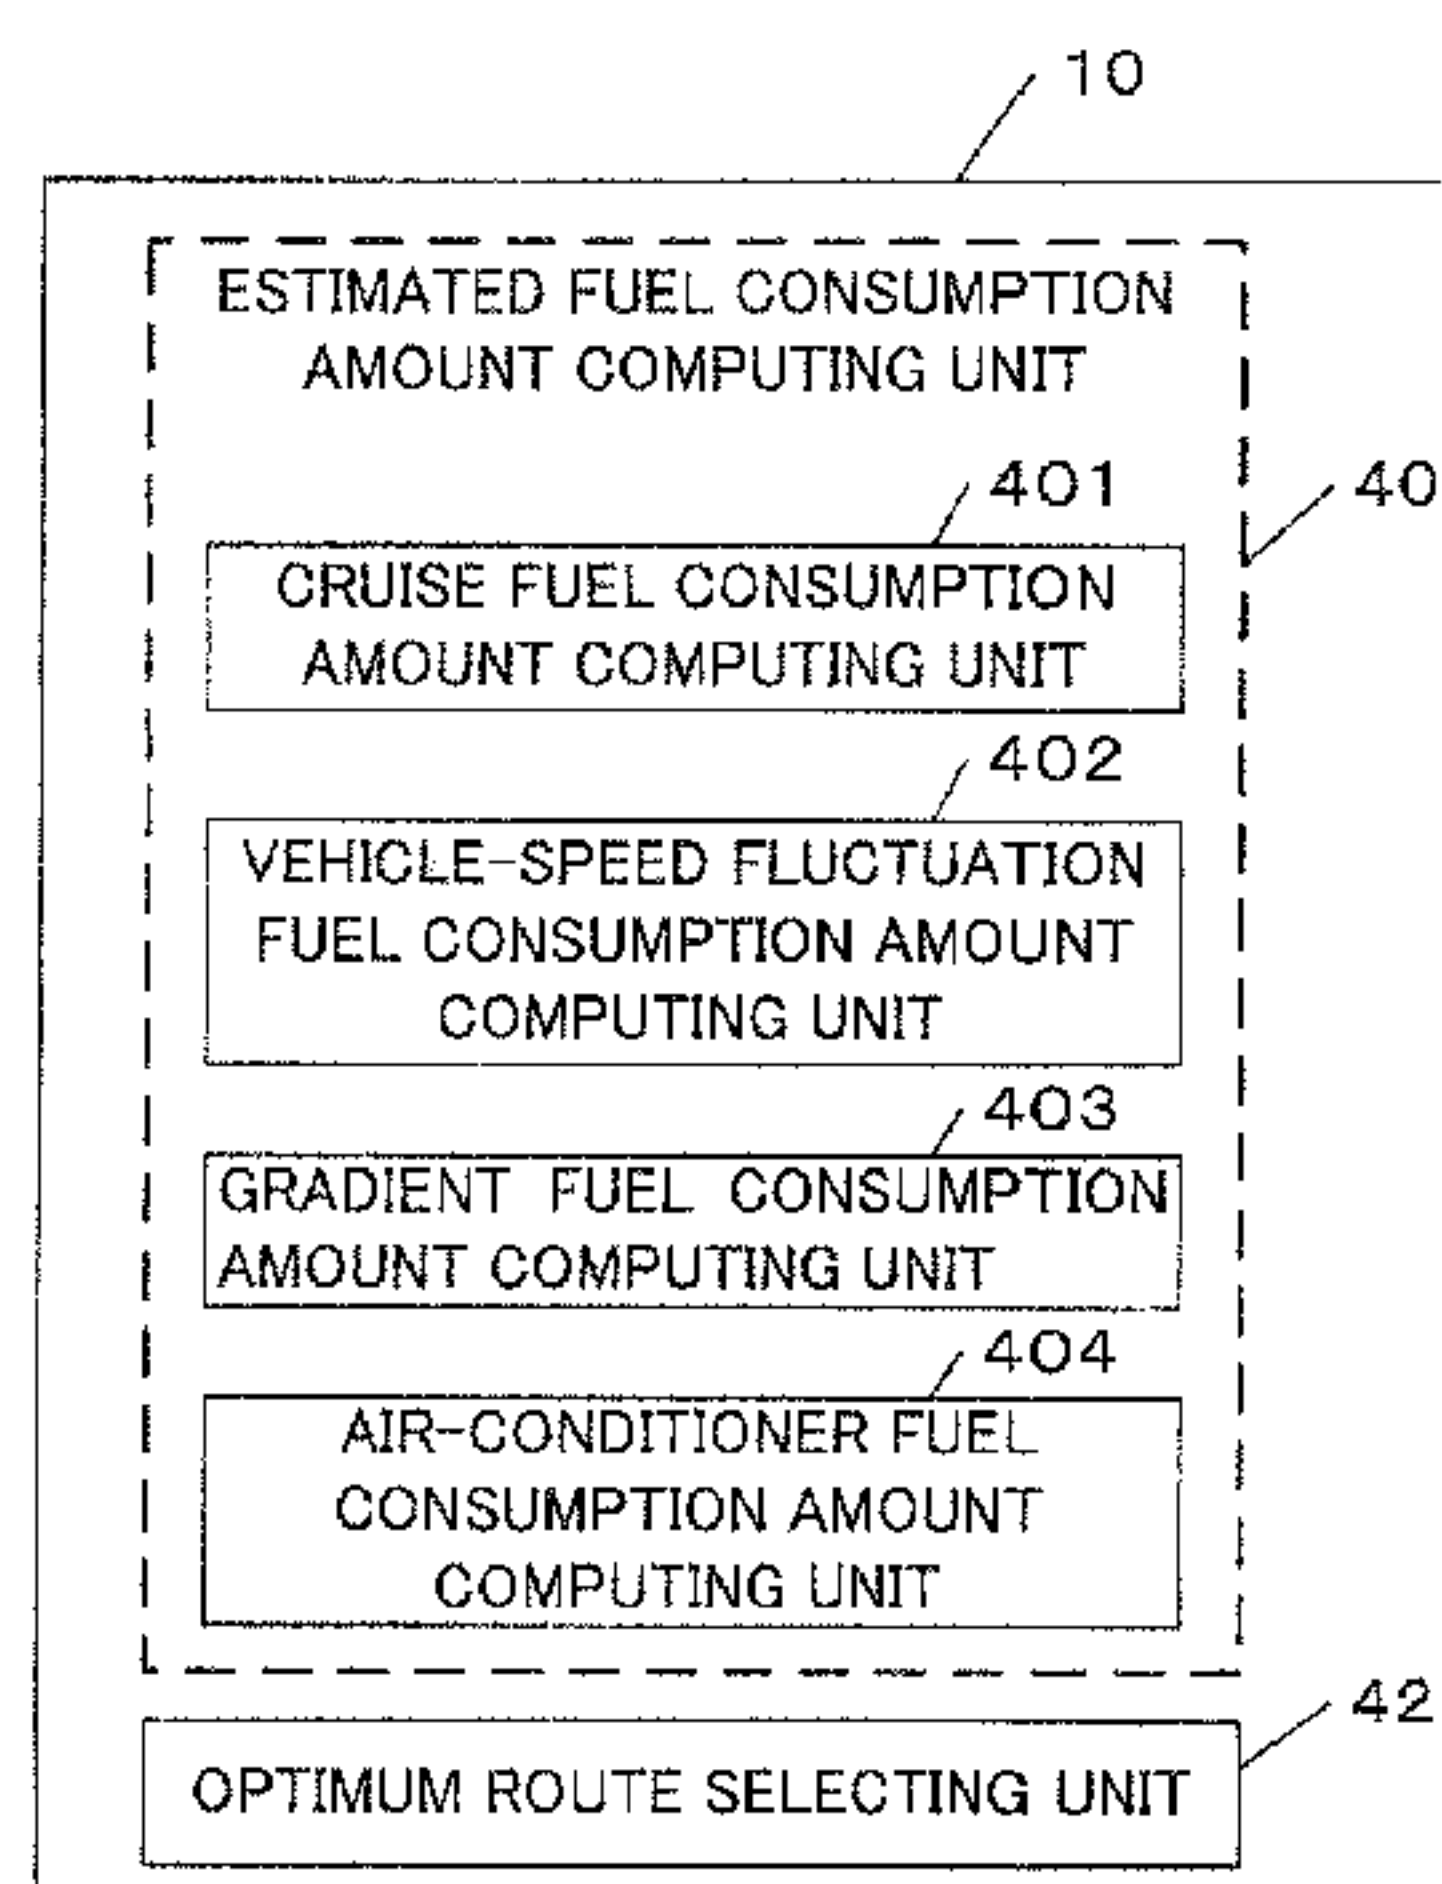 10
ESTIMATED FUEL CONSUMPTION
AMOUNT COMPUTING UNIT
40
401
CRUISE FUEL CONSUMPTION
AMOUNT COMPUTING UNIT
402
VEHICLE-SPEED FLUCTUATION
FUEL CONSUMPTION AMOUNT
COMPUTING UNIT
403
GRADIENT FUEL CONSUMPTION
AMOUNT COMPUTING UNIT
404
AIR-CONDITIONER FUEL
CONSUMPTION AMOUNT
COMPUTING UNIT
42
OPTIMUM ROUTE SELECTING UNIT